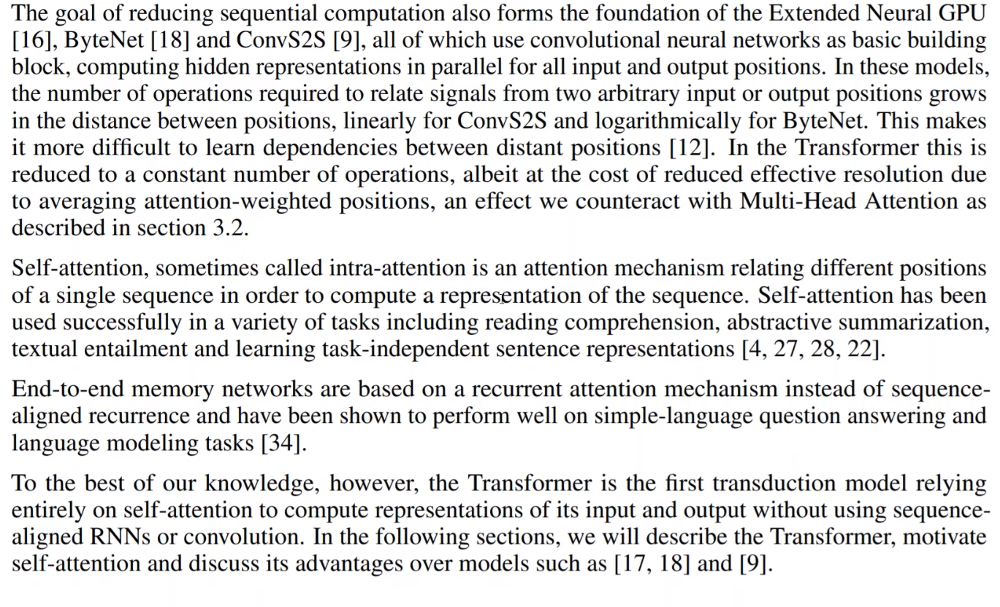 The goal of reducing sequential computation also forms the foundation of the Extended Neural GPU
[16], ByteNet [18] and ConvS2S [9], all of which use convolutional neural networks as basic building
block, computing hidden representations in parallel for all input and output positions. In these models,
the number of operations required to relate signals from two arbitrary input or output positions grows
in the distance between positions, linearly for ConvS2S and logarithmically for ByteNet. This makes
it more difficult to learn dependencies between distant positions [12]. In the Transformer this is
reduced to a constant number of operations, albeit at the cost of reduced effective resolution due
to averaging attention-weighted positions, an effect we counteract with Multi-Head Attention as
described in section 3.2.
Self-attention, sometimes called intra-attention is an attention mechanism relating different positions
of a single sequence in order to compute a representation of the sequence. Self-attention has been
used successfully in a variety of tasks including reading comprehension, abstractive summarization,
textual entailment and learning task-independent sentence representations [4, 27, 28, 22].
End-to-end memory networks are based on a recurrent attention mechanism instead of sequence-
aligned recurrence and have been shown to perform well on simple-language question answering and
language modeling tasks [34].
To the best of our knowledge, however, the Transformer is the first transduction model relying
entirely on self-attention to compute representations of its input and output without using sequence-
aligned RNNs or convolution. In the following sections, we will describe the Transformer, motivate
self-attention and discuss its advantages over models such as [17, 18] and [9].